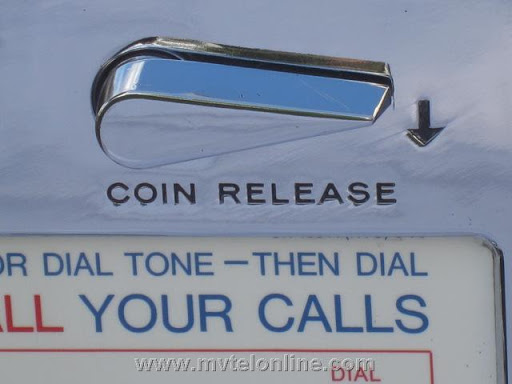 COIN RELEASE
OR DIAL TONE — THEN DIAL
ALL YOUR CALLS
DIAL
www.mvtelonline.com